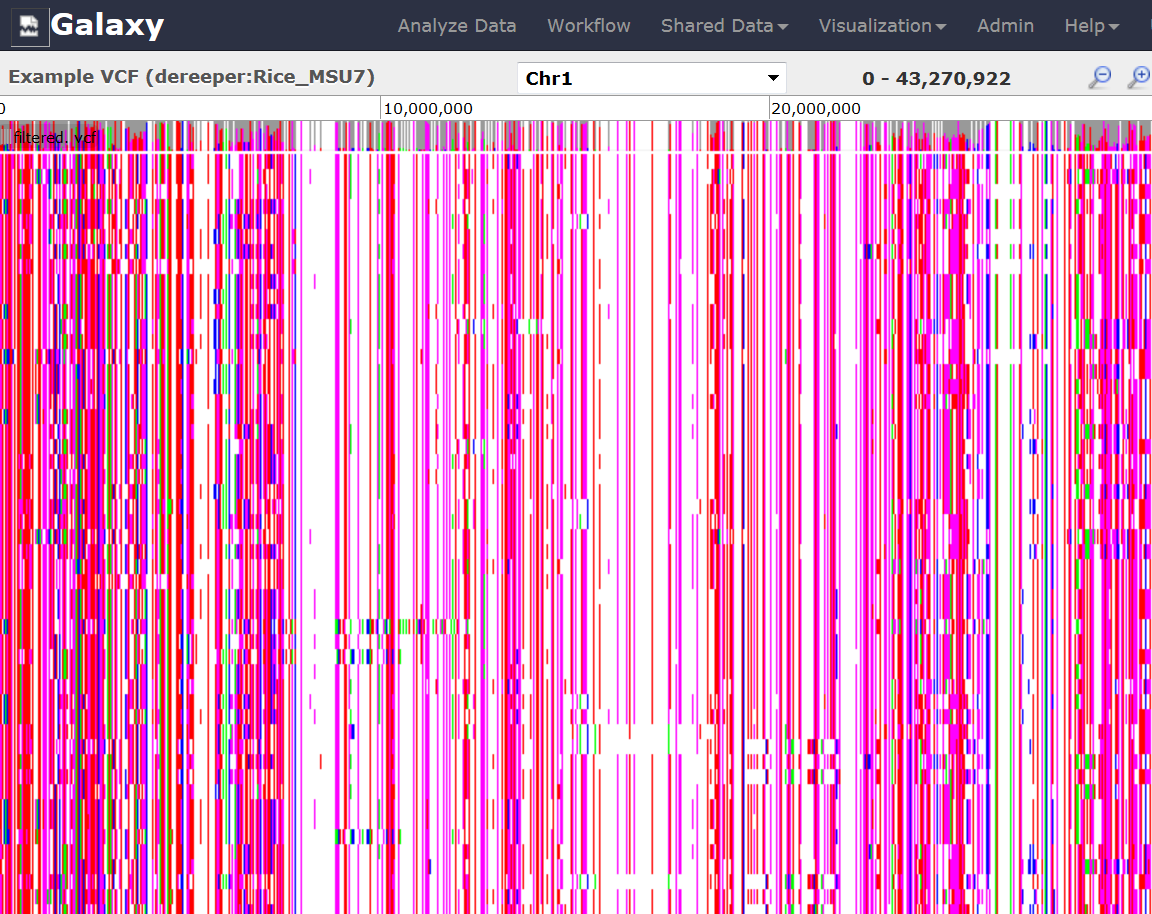 Galaxy Analyze Data Workflow Shared Data Visualization Admin Help
Example VCF (dereeper:Rice_MSU7) Chr1 0 - 43,270,922
0 10,000,000 20,000,000
filtered. vcf